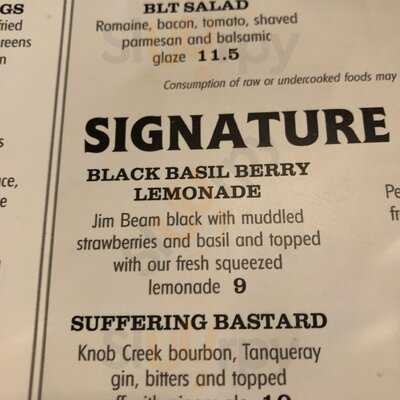 GS
fried
greens
BLT SALAD
Romaine, bacon, tomato, shaved
parmesan and balsamic
glaze 11.5
Consumption of raw or undercooked foods may
SIGNATURE
BLACK BASIL BERRY
LEMONADE
Jim Beam black with muddled
strawberries and basil and topped
with our fresh squeezed
lemonade 9
SUFFERING BASTARD
Knob Creek bourbon, Tanqueray
gin, bitters and topped